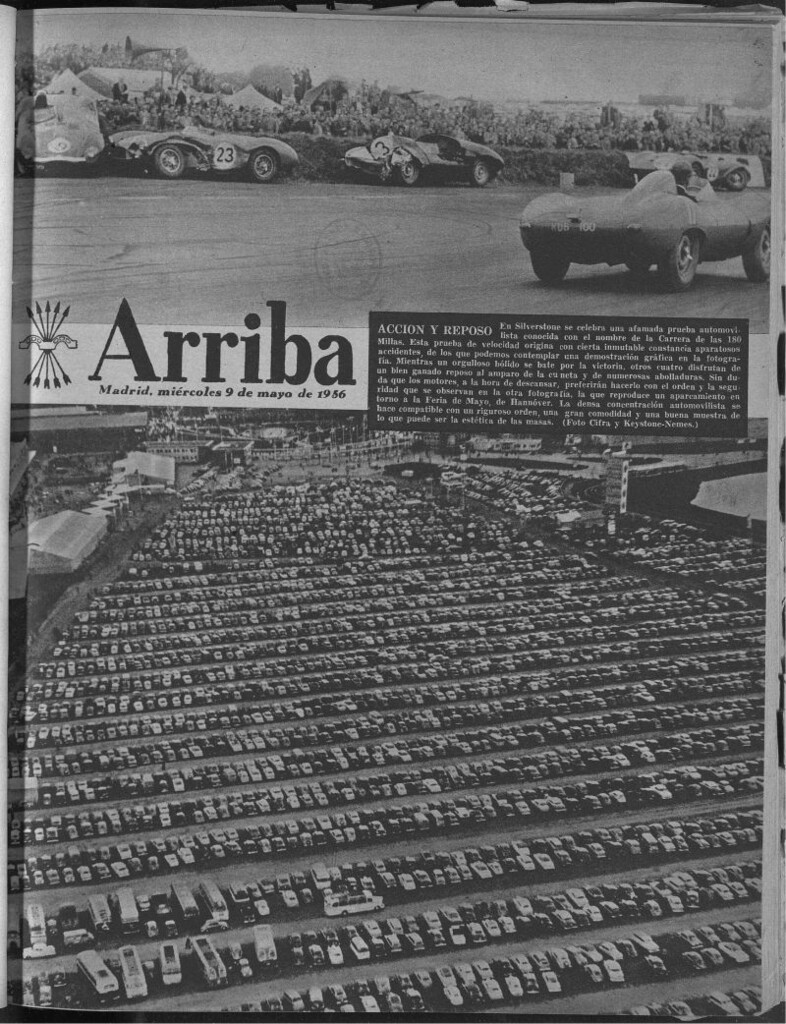 23
Arriba
Madrid, miércoles 9 de mayo de 1956
ACCION Y REPOSO En Silverstone se celebra una afamada prueba automovi-
lista conocida con el nombre de la Carrera de las 180
Millas. Esta prueba de velocidad origina con cierta inmutable constancia aparatosos
accidentes, de los que podemos contemplar una demostración gráfica en la fotogra-
fía. Mientras un orgulloso bólido se bate por la victoria, otros cuatro disfrutan de
un bien ganado reposo al amparo de la cuneta y de numerosas abolladuras. Sin du-
da que los motores, a la hora de descansar, preferirán hacerlo con el orden y la segu-
ridad que se observan en la otra fotografía, la que reproduce un aparcamiento en
torno a la Feria de Mayo, de Hannóver. La densa concentración automovilista se
hace compatible con un riguroso orden, una gran comodidad y una buena muestra de
lo que puede ser la estética de las masas. (Foto Cifra y Keystone-Nemes.)